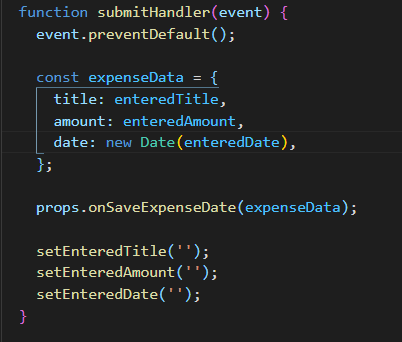 function submitHandler(event) {
event.preventDefault();
const expenseData = {
title: enteredTitle,
amount: enteredAmount,
date: new Date(enteredDate),
};
props.onSaveExpenseDate(expenseData);
setEnteredTitle('');
setEnteredAmount('');
setEnteredDate('');
}